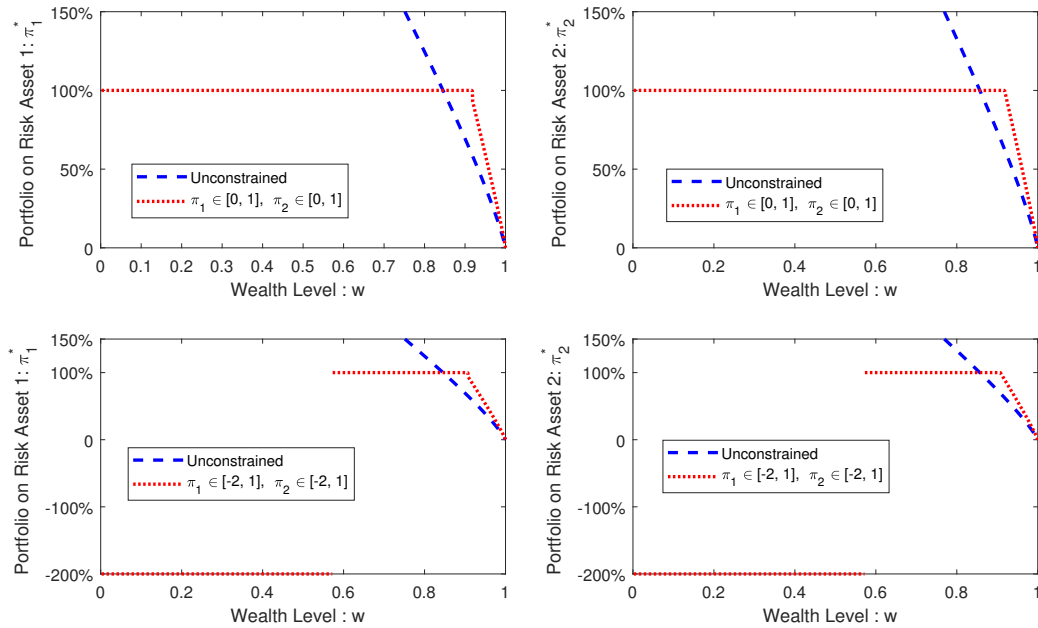 Portfolio on Risk Asset 1: π₁*
150%
100%
50%
0
Unconstrained
π₁ ∈ [0, 1], π₂ ∈ [0, 1]
0 0.1 0.2 0.3 0.4 0.5 0.6 0.7 0.8 0.9 1
Wealth Level : w
Portfolio on Risk Asset 2: π₂*
150%
100%
50%
0
Unconstrained
π₁ ∈ [0, 1], π₂ ∈ [0, 1]
0 0.2 0.4 0.6 0.8 1
Wealth Level : w
Portfolio on Risk Asset 1: π₁*
150%
100%
0
-100%
-200%
Unconstrained
π₁ ∈ [-2, 1], π₂ ∈ [-2, 1]
0 0.2 0.4 0.6 0.8 1
Wealth Level : w
Portfolio on Risk Asset 2: π₂*
150%
100%
0
-100%
-200%
Unconstrained
π₁ ∈ [-2, 1], π₂ ∈ [-2, 1]
0 0.2 0.4 0.6 0.8 1
Wealth Level : w